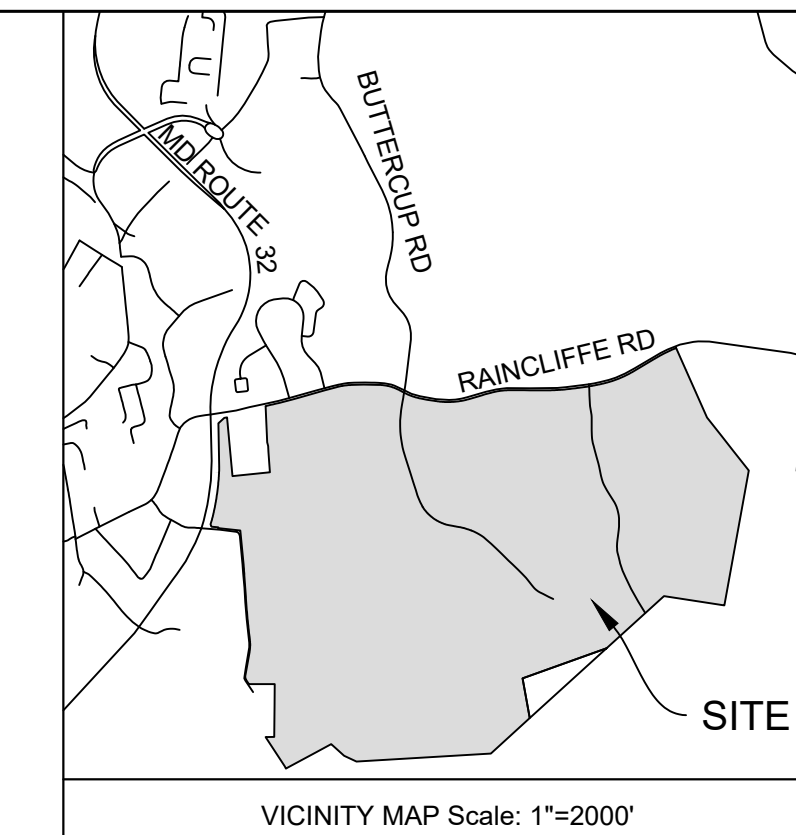 BUTTERCUP RD
MD ROUTE 32
RAINCLIFFE RD
SITE
VICINITY MAP Scale: 1"=2000'